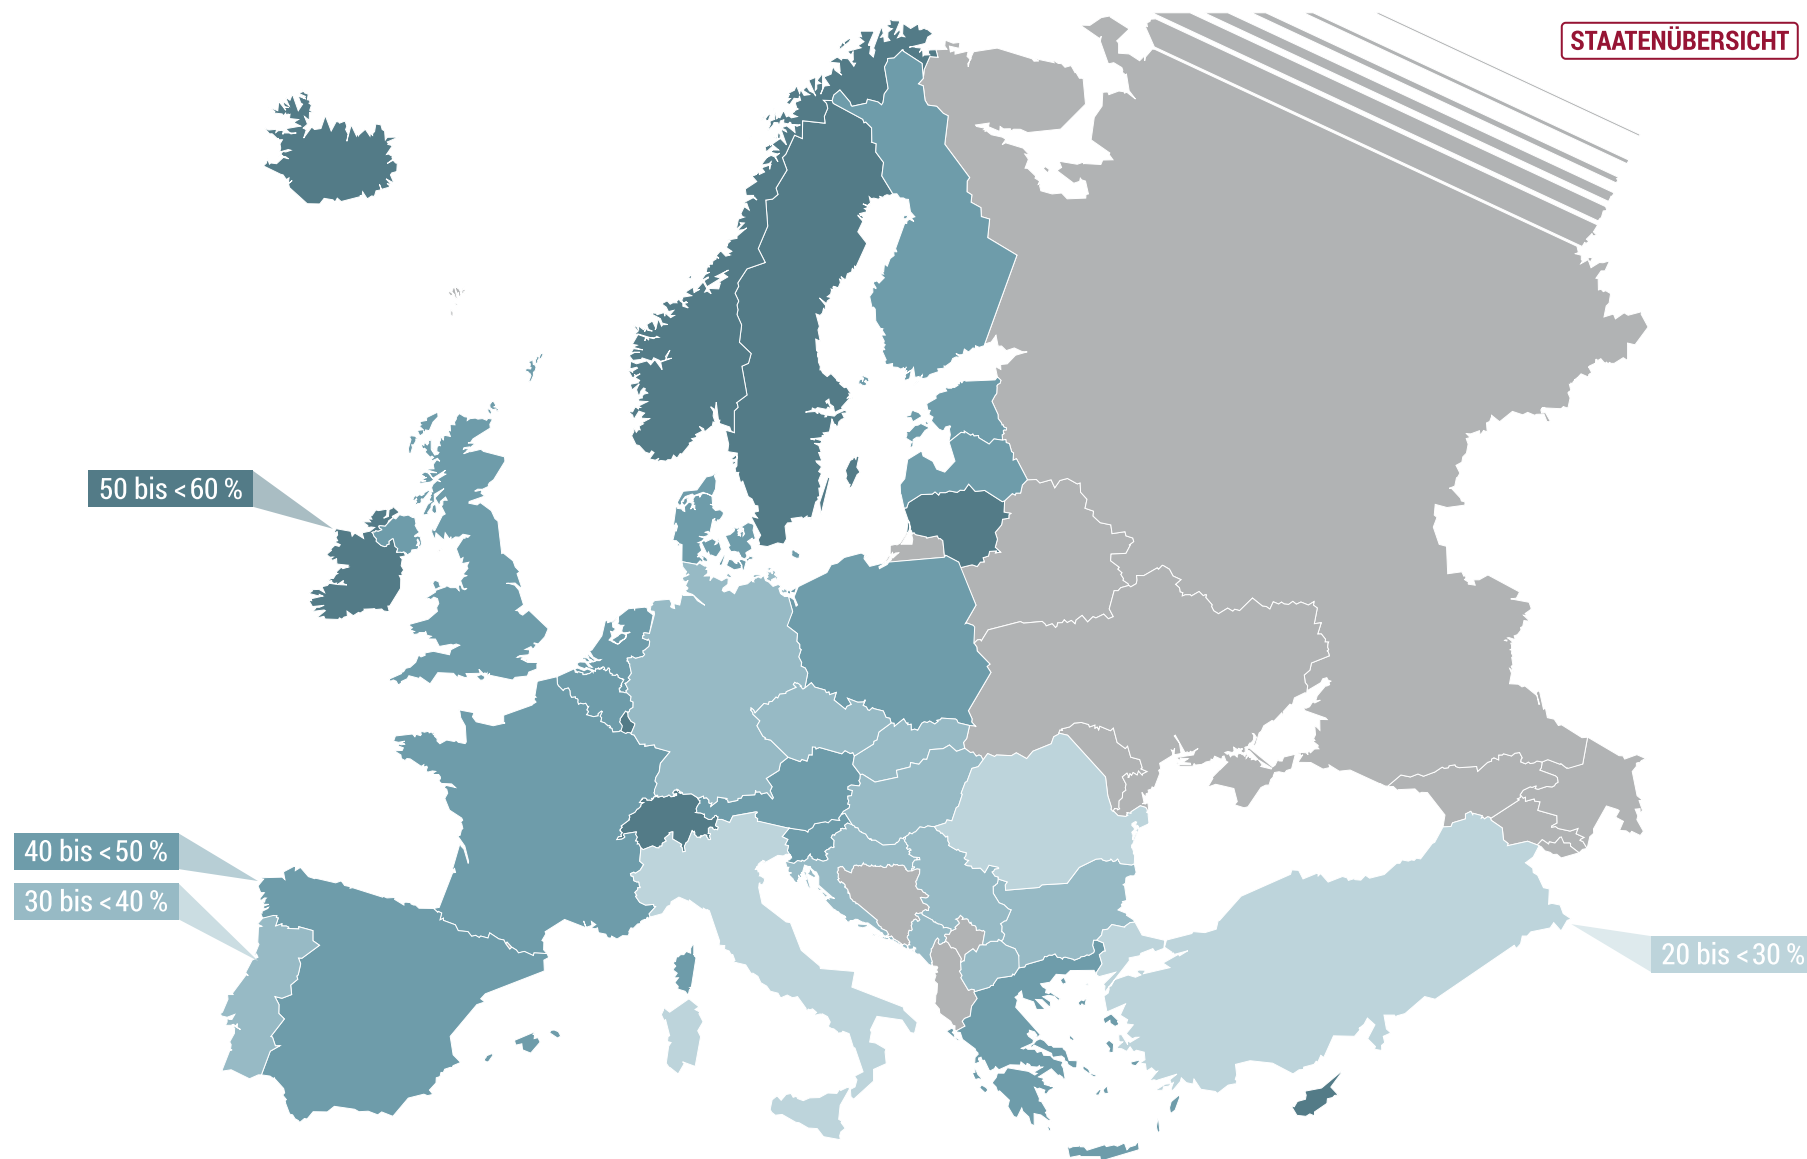 STAATENÜBERSICHT
50 bis <60 %
40 bis <50 %
30 bis <40 %
20 bis <30 %